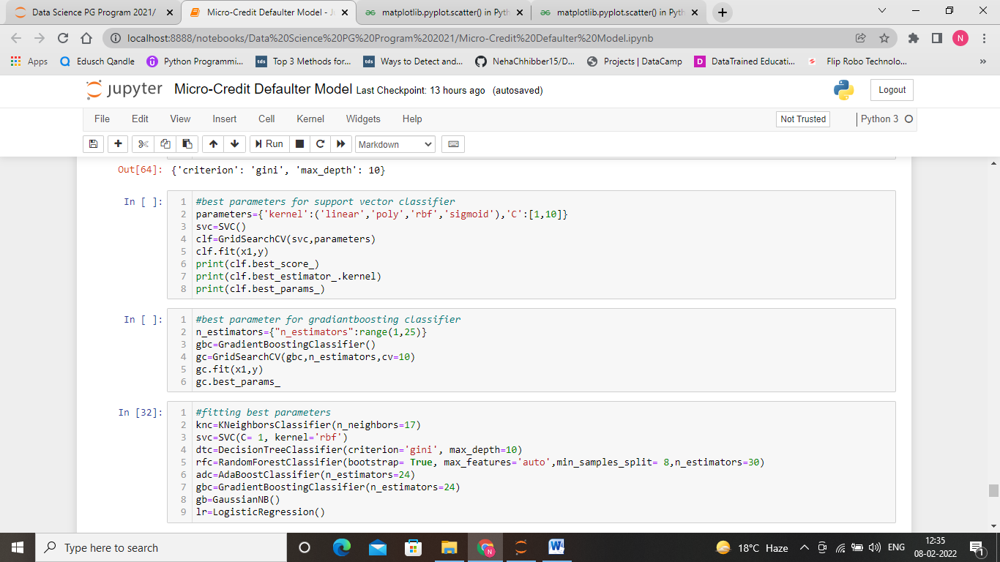 Data Science PG Program 2021/
Micro-Credit Defaulter Model - Ju
matplotlib.pyplot.scatter() in Pyth
matplotlib.pyplot.scatter() in Pyth
localhost:8888/notebooks/Data%20Science%20PG%20Program%202021/Micro-Credit%20Defaulter%20Model.ipynb
N
Apps
Edusch Qandle
Python Programmi...
tds Top 3 Methods for...
tds Ways to Detect and...
NehaChhibber15/D...
Projects | DataCamp
D DataTrained Educati...
Flip Robo Technolo...
»
jupyter Micro-Credit Defaulter Model Last Checkpoint: 13 hours ago (autosaved)
Logout
File Edit View Insert Cell Kernel Widgets Help
Not Trusted
Python 3
Run
Markdown
Out[64]: {'criterion': 'gini', 'max_depth': 10}
In [ ]:
1 #best parameters for support vector classifier
2 parameters={'kernel':('linear','poly','rbf','sigmoid'),'C':[1,10]}
3 svc=SVC()
4 clf=GridSearchCV(svc,parameters)
5 clf.fit(x1,y)
6 print(clf.best_score_)
7 print(clf.best_estimator_.kernel)
8 print(clf.best_params_)
In [ ]:
1 #best parameter for gradiantboosting classifier
2 n_estimators={"n_estimators":range(1,25)}
3 gbc=GradientBoostingClassifier()
4 gc=GridSearchCV(gbc,n_estimators,cv=10)
5 gc.fit(x1,y)
6 gc.best_params_
In [32]:
1 #fitting best parameters
2 knc=KNeighborsClassifier(n_neighbors=17)
3 svc=SVC(C= 1, kernel='rbf')
4 dtc=DecisionTreeClassifier(criterion='gini', max_depth=10)
5 rfc=RandomForestClassifier(bootstrap= True, max_features='auto',min_samples_split= 8,n_estimators=30)
6 adc=AdaBoostClassifier(n_estimators=24)
7 gbc=GradientBoostingClassifier(n_estimators=24)
8 gb=GaussianNB()
9 lr=LogisticRegression()
Type here to search
N
W
18°C Haze
ENG
12:35
08-02-2022
1